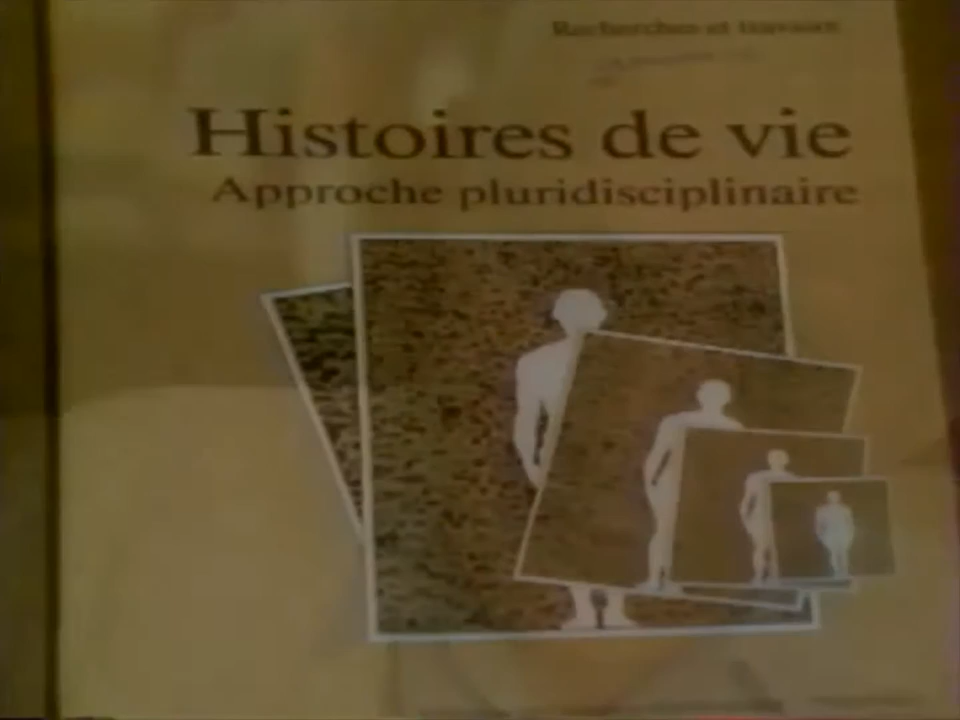 Recherches et travaux
Histoires de vie
Approche pluridisciplinaire